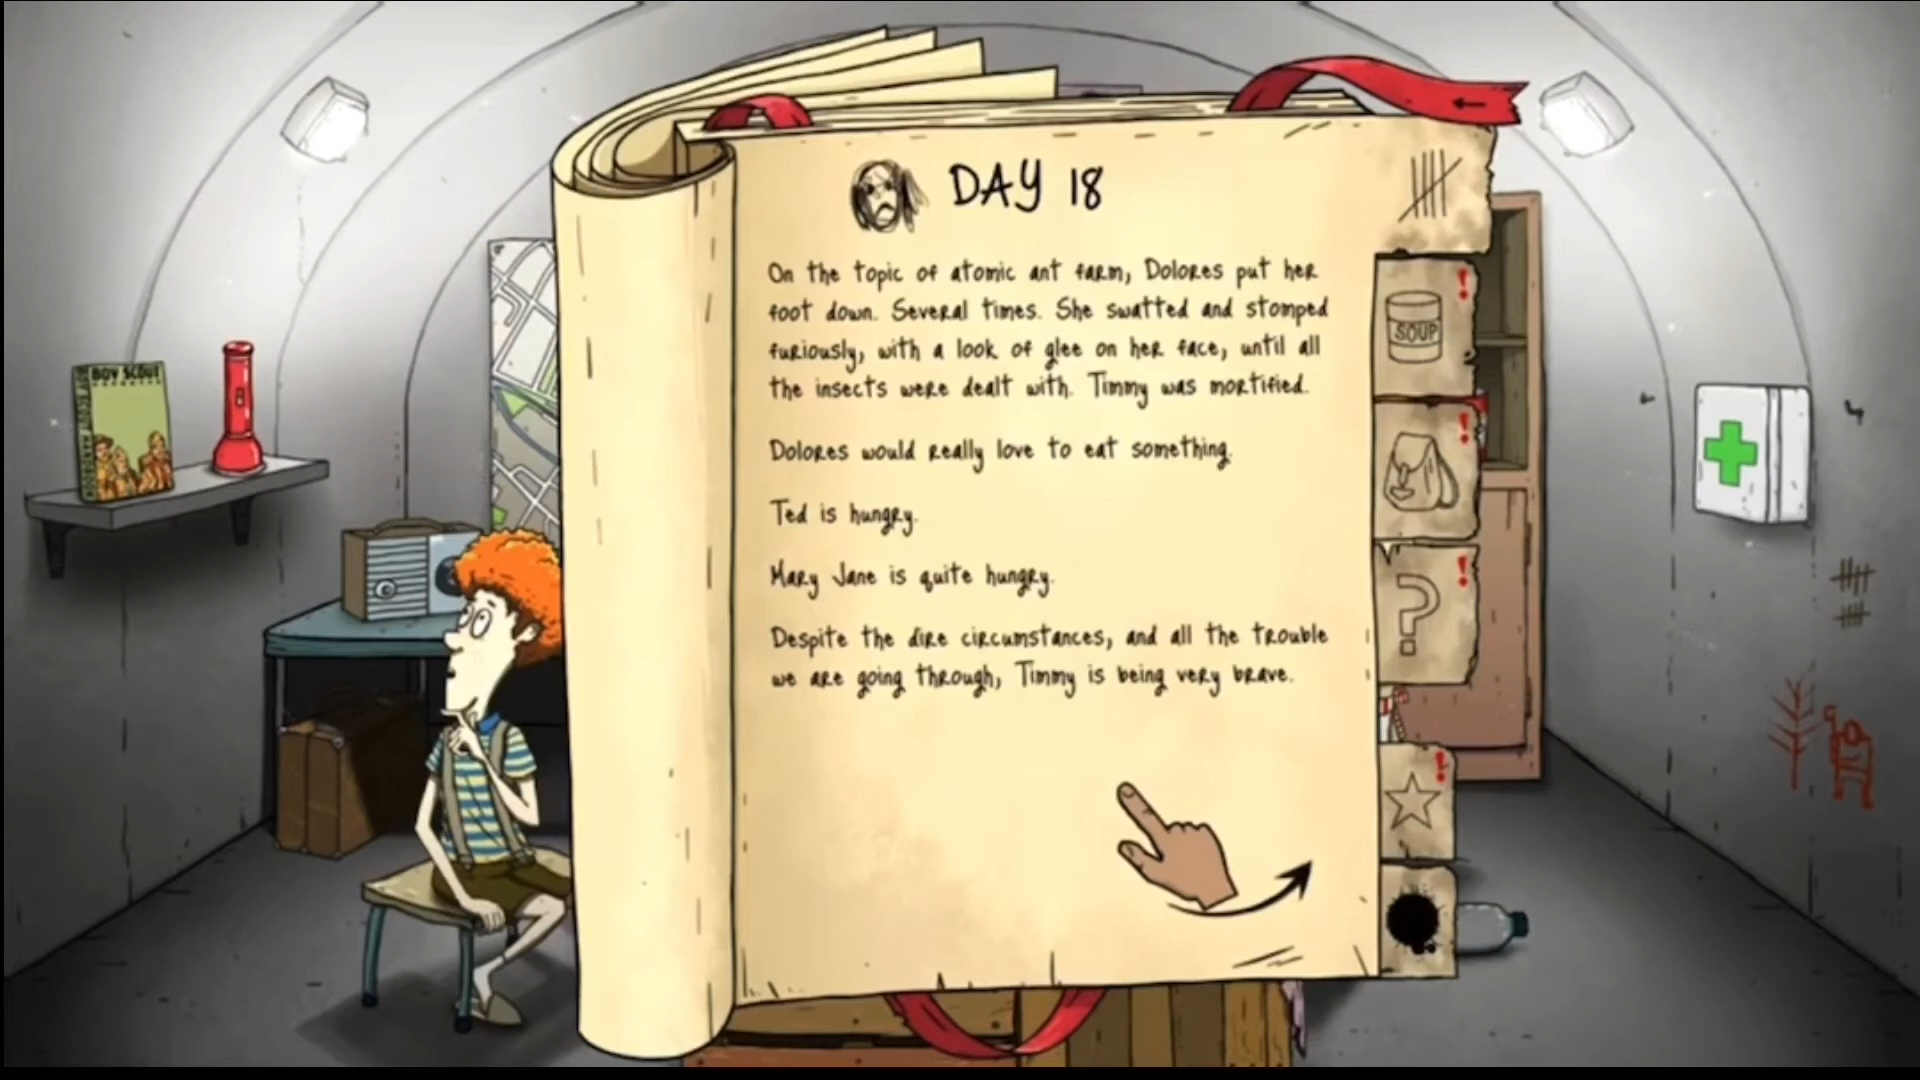 DAY 18
On the topic of atomic ant farm, Dolores put her
foot down. Several times. She swatted and stomped
furiously, with a look of glee on her face, until all
the insects were dealt with. Timmy was mortified.
Dolores would really love to eat something.
Ted is hungry.
Mary Jane is quite hungry.
Despite the dire circumstances, and all the trouble
we are going through, Timmy is being very brave.
!
SOUP
!
!
?
!
BOY SCOUT